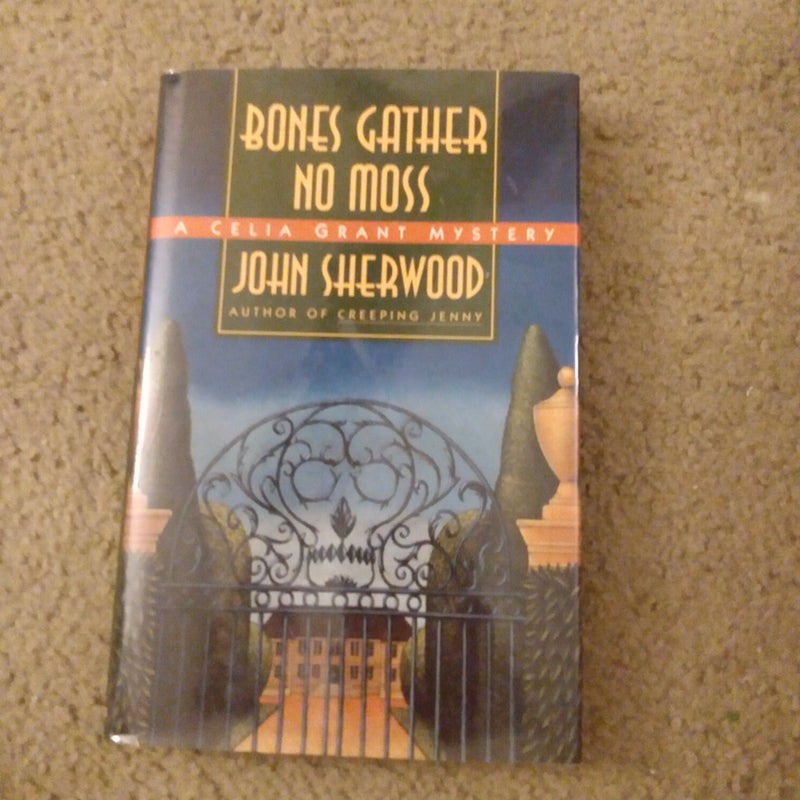 BONES GATHER
NO MOSS
A CELIA GRANT MYSTERY
JOHN SHERWOOD
AUTHOR OF CREEPING JENNY